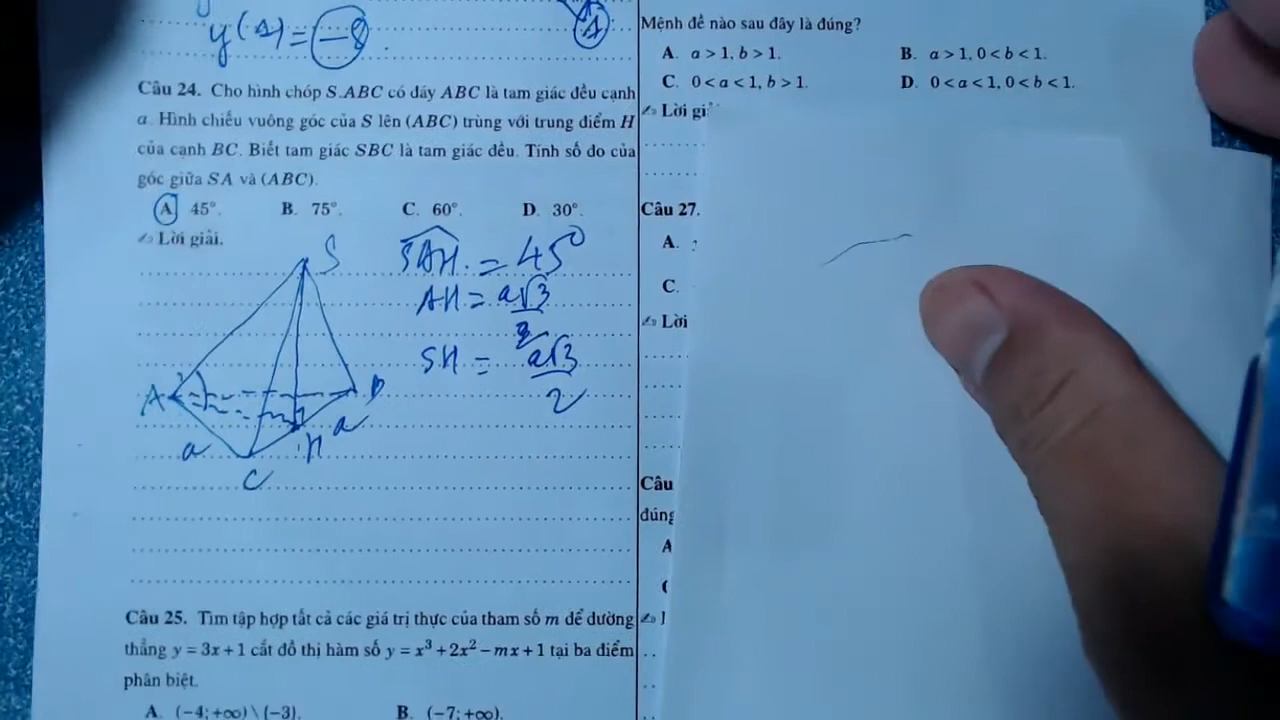 y(1) = -8.
Câu 24. Cho hình chóp S.ABC có đáy ABC là tam giác đều cạnh
a. Hình chiếu vuông góc của S lên (ABC) trùng với trung điểm H
của cạnh BC. Biết tam giác SBC là tam giác đều. Tính số đo của
góc giữa SA và (ABC).
A. 45°. B. 75°. C. 60°. D. 30°.
Lời giải.
S
SAH = 45°
AH = a√3/2
SH = a√3/2
A B
a H a
C
Câu 25. Tìm tập hợp tất cả các giá trị thực của tham số m để đường
thẳng y = 3x + 1 cắt đồ thị hàm số y = x³ + 2x² − mx + 1 tại ba điểm
phân biệt.
A. (−4; +∞) \ {−3}. B. (−7; +∞).
Mệnh đề nào sau đây là đúng?
A. a > 1, b > 1. B. a > 1, 0 < b < 1.
C. 0 < a < 1, b > 1. D. 0 < a < 1, 0 < b < 1.
Lời gi
Câu 27.
A.
C.
Lời
Câu
đúng
A